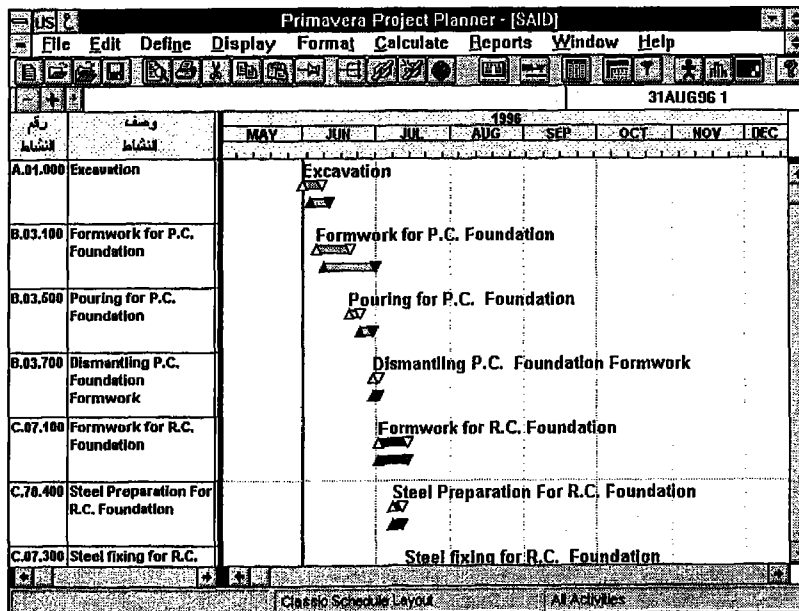 Primavera Project Planner - [SAID]
File Edit Define Display Format Calculate Reports Window Help
31AUG96 1
رقم النشاط
وصف النشاط
1996
MAY JUN JUL AUG SEP OCT NOV DEC
A.01.000 Excavation
Excavation
B.03.100 Formwork for P.C. Foundation
Formwork for P.C. Foundation
B.03.500 Pouring for P.C. Foundation
Pouring for P.C. Foundation
B.03.700 Dismantling P.C. Foundation Formwork
Dismantling P.C. Foundation Formwork
C.07.100 Formwork for R.C. Foundation
Formwork for R.C. Foundation
C.70.400 Steel Preparation For R.C. Foundation
Steel Preparation For R.C. Foundation
C.07.300 Steel fixing for R.C.
Steel fixing for R.C. Foundation
Classic Schedule Layout
All Activities